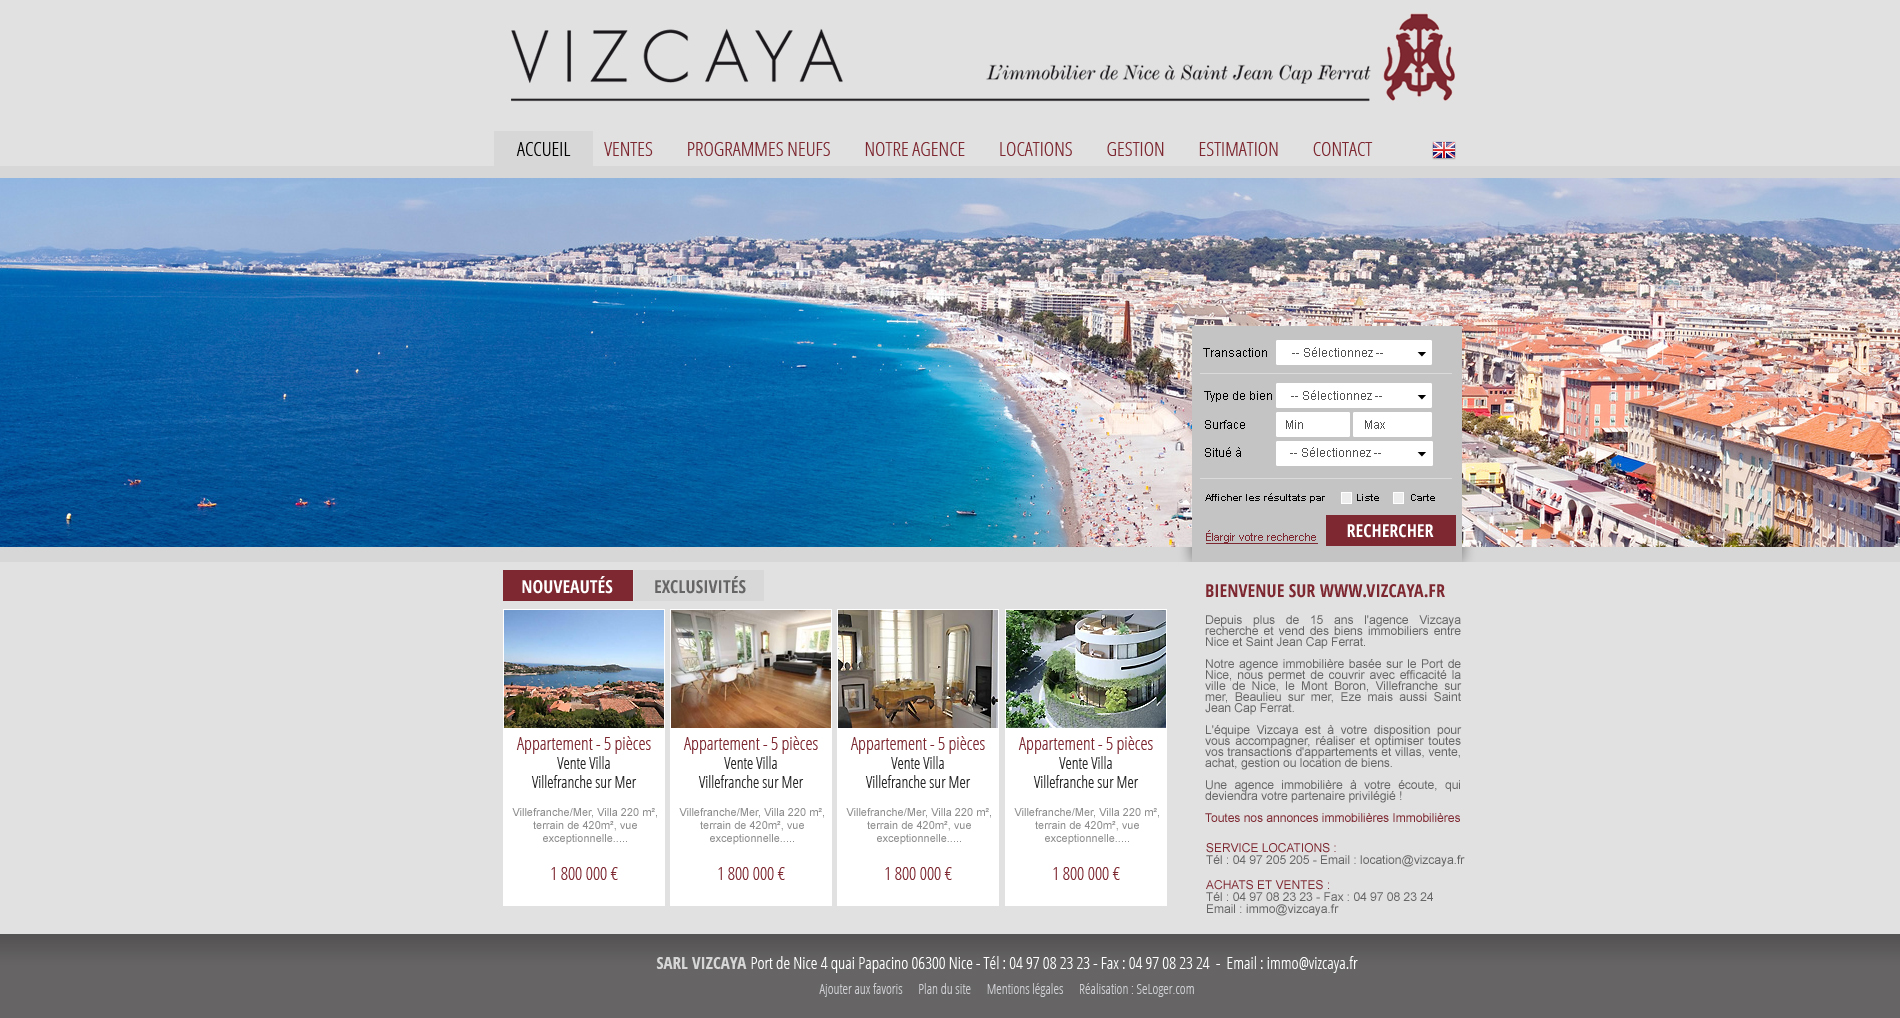 VIZCAYA
L'immobilier de Nice à Saint Jean Cap Ferrat
ACCUEIL VENTES PROGRAMMES NEUFS NOTRE AGENCE LOCATIONS GESTION ESTIMATION CONTACT
Transaction -- Sélectionnez --
Type de bien -- Sélectionnez --
Surface Min Max
Situé à -- Sélectionnez --
Afficher les résultats par Liste Carte
Élargir votre recherche RECHERCHER
NOUVEAUTÉS EXCLUSIVITÉS
Appartement - 5 pièces
Vente Villa
Villefranche sur Mer
Villefranche/Mer, Villa 220 m²,
terrain de 420m², vue
exceptionnelle.....
1 800 000 €
Appartement - 5 pièces
Vente Villa
Villefranche sur Mer
Villefranche/Mer, Villa 220 m²,
terrain de 420m², vue
exceptionnelle.....
1 800 000 €
Appartement - 5 pièces
Vente Villa
Villefranche sur Mer
Villefranche/Mer, Villa 220 m²,
terrain de 420m², vue
exceptionnelle.....
1 800 000 €
Appartement - 5 pièces
Vente Villa
Villefranche sur Mer
Villefranche/Mer, Villa 220 m²,
terrain de 420m², vue
exceptionnelle.....
1 800 000 €
BIENVENUE SUR WWW.VIZCAYA.FR
Depuis plus de 15 ans l'agence Vizcaya
recherche et vend des biens immobiliers entre
Nice et Saint Jean Cap Ferrat.
Notre agence immobilière basée sur le Port de
Nice, nous permet de couvrir avec efficacité la
ville de Nice, le Mont Boron, Villefranche sur
mer, Beaulieu sur mer, Eze mais aussi Saint
Jean Cap Ferrat.
L'équipe Vizcaya est à votre disposition pour
vous accompagner, réaliser et optimiser toutes
vos transactions d'appartements et villas, vente,
achat, gestion ou location de biens.
Une agence immobilière à votre écoute, qui
deviendra votre partenaire privilégié !
Toutes nos annonces immobilières Immobilières
SERVICE LOCATIONS :
Tél : 04 97 205 205 - Email : location@vizcaya.fr
ACHATS ET VENTES :
Tél : 04 97 08 23 23 - Fax : 04 97 08 23 24
Email : immo@vizcaya.fr
SARL VIZCAYA Port de Nice 4 quai Papacino 06300 Nice - Tél : 04 97 08 23 23 - Fax : 04 97 08 23 24 - Email : immo@vizcaya.fr
Ajouter aux favoris Plan du site Mentions légales Réalisation : SeLoger.com